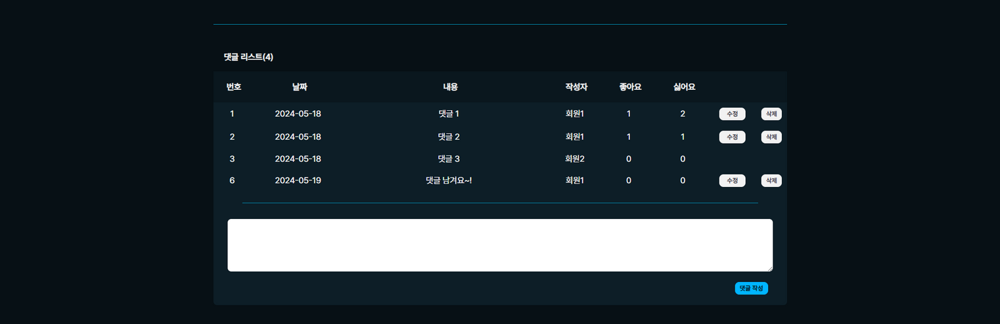 댓글 리스트(4)
번호 날짜 내용 작성자 좋아요 싫어요
1 2024-05-18 댓글 1 회원1 1 2 수정 삭제
2 2024-05-18 댓글 2 회원1 1 1 수정 삭제
3 2024-05-18 댓글 3 회원2 0 0
6 2024-05-19 댓글 남겨요~! 회원1 0 0 수정 삭제
댓글 작성